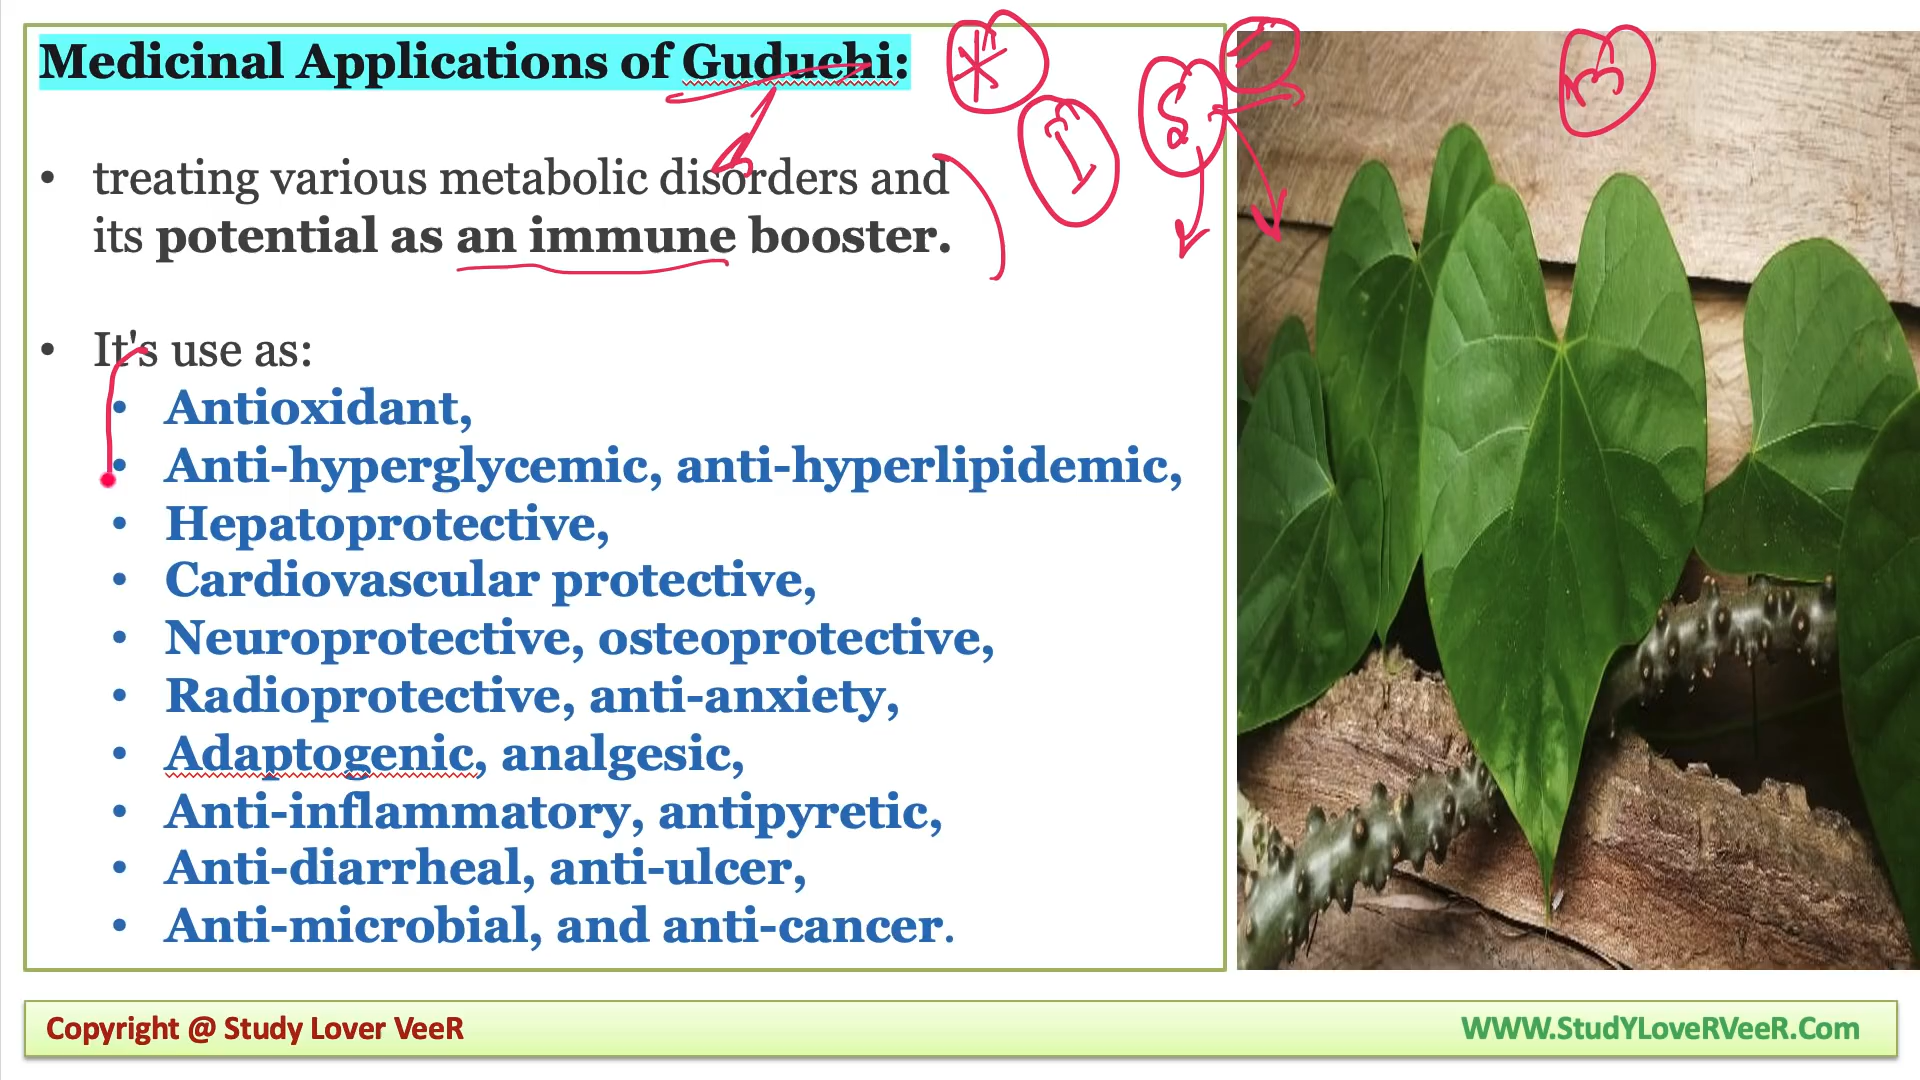 Medicinal Applications of Guduchi:
• treating various metabolic disorders and
its potential as an immune booster.
• It's use as:
• Antioxidant,
• Anti-hyperglycemic, anti-hyperlipidemic,
• Hepatoprotective,
• Cardiovascular protective,
• Neuroprotective, osteoprotective,
• Radioprotective, anti-anxiety,
• Adaptogenic, analgesic,
• Anti-inflammatory, antipyretic,
• Anti-diarrheal, anti-ulcer,
• Anti-microbial, and anti-cancer.
Copyright @ Study Lover VeeR
WWW.StudYLoveRVeeR.Com